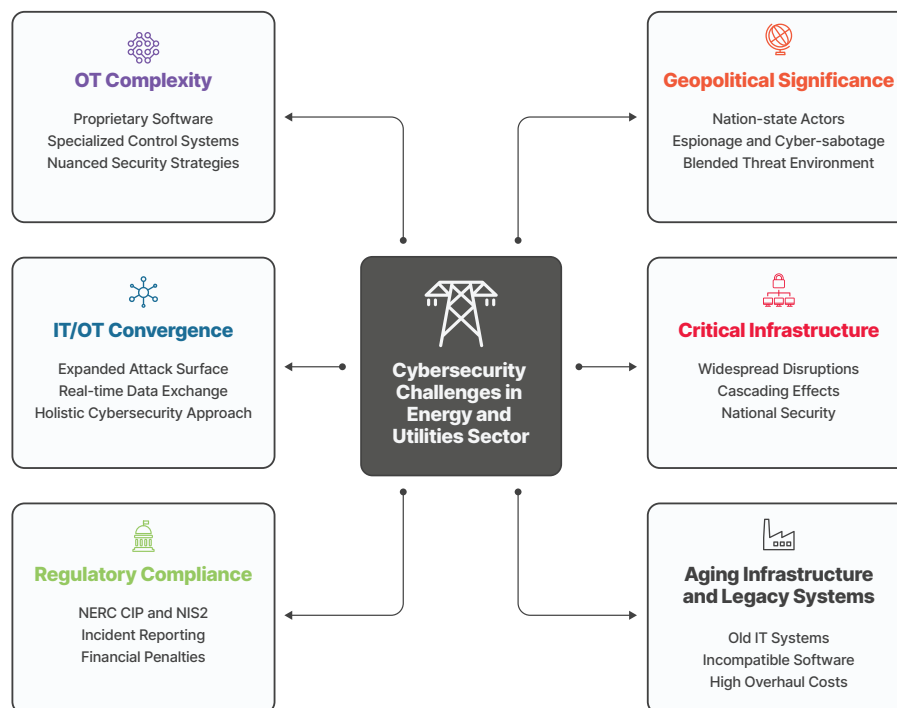 OT Complexity
Proprietary Software
Specialized Control Systems
Nuanced Security Strategies
Geopolitical Significance
Nation-state Actors
Espionage and Cyber-sabotage
Blended Threat Environment
IT/OT Convergence
Expanded Attack Surface
Real-time Data Exchange
Holistic Cybersecurity Approach
Cybersecurity
Challenges in
Energy and
Utilities Sector
Critical Infrastructure
Widespread Disruptions
Cascading Effects
National Security
Regulatory Compliance
NERC CIP and NIS2
Incident Reporting
Financial Penalties
Aging Infrastructure
and Legacy Systems
Old IT Systems
Incompatible Software
High Overhaul Costs